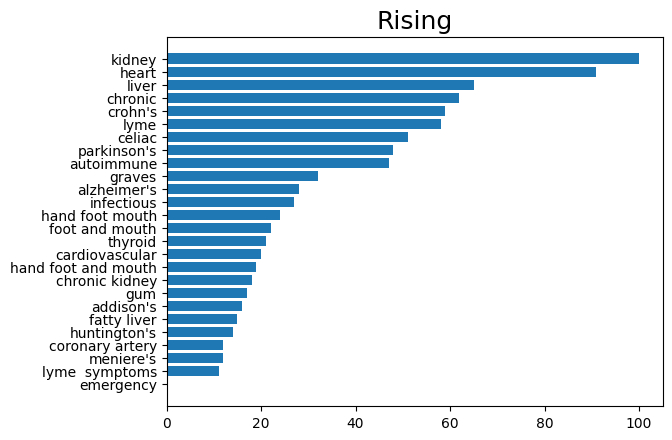 Rising
kidney
heart
liver
chronic
crohn's
lyme
celiac
parkinson's
autoimmune
graves
alzheimer's
infectious
hand foot mouth
foot and mouth
thyroid
cardiovascular
hand foot and mouth
chronic kidney
gum
addison's
fatty liver
huntington's
coronary artery
meniere's
lyme  symptoms
emergency
0 20 40 60 80 100